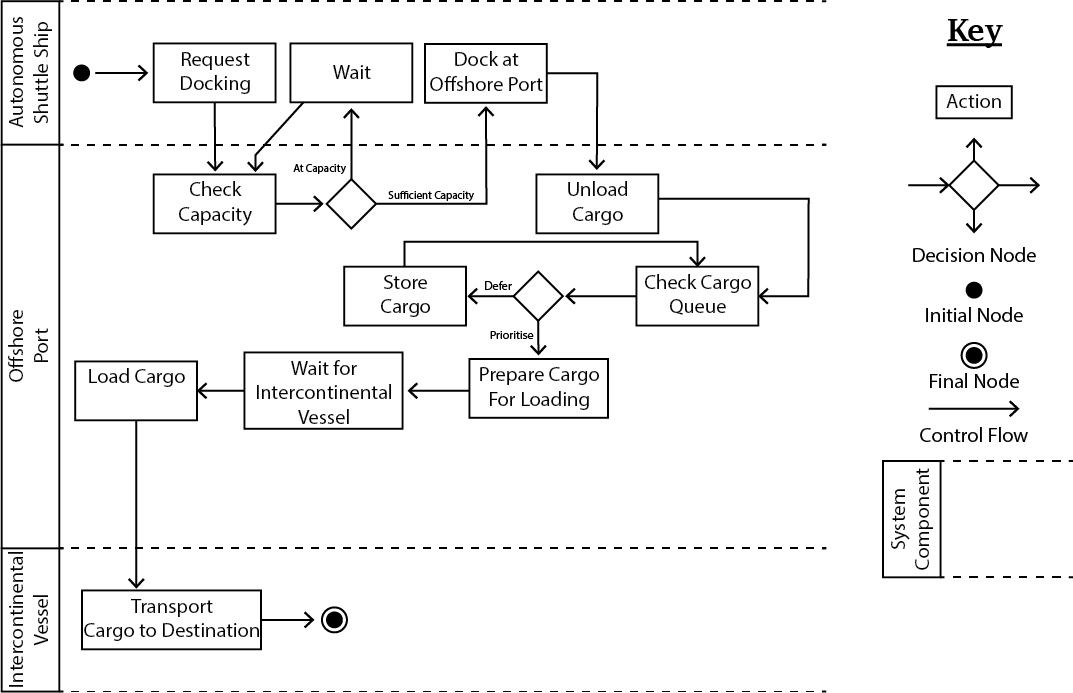 Autonomous
Shuttle Ship
Request
Docking
Wait
Dock at
Offshore Port
Offshore
Port
Check
Capacity
At Capacity
Sufficient Capacity
Unload
Cargo
Store
Cargo
Defer
Check Cargo
Queue
Prioritise
Load Cargo
Wait for
Intercontinental
Vessel
Prepare Cargo
For Loading
Intercontinental
Vessel
Transport
Cargo to Destination
Key
Action
Decision Node
Initial Node
Final Node
Control Flow
System
Component